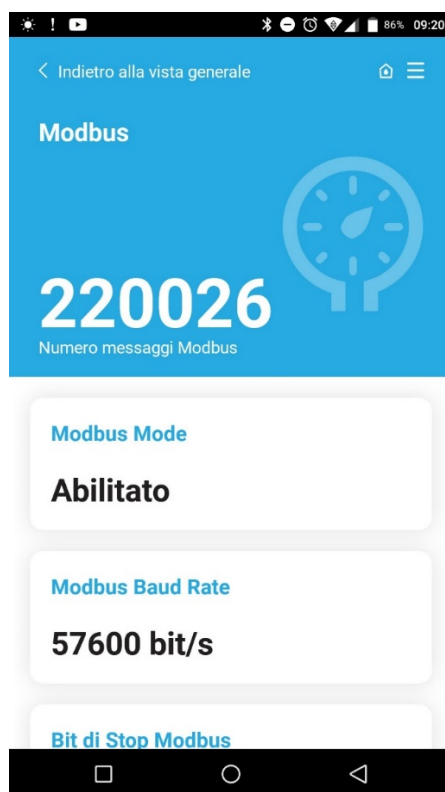 86% 09:20
Indietro alla vista generale
Modbus
220026
Numero messaggi Modbus
Modbus Mode
Abilitato
Modbus Baud Rate
57600 bit/s
Bit di Stop Modbus